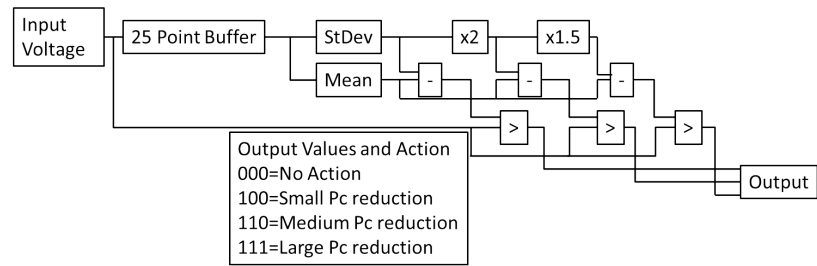 Input
Voltage
25 Point Buffer
StDev
x2
x1.5
Mean
-
-
-
>
>
>
Output Values and Action
000=No Action
100=Small Pc reduction
110=Medium Pc reduction
111=Large Pc reduction
Output